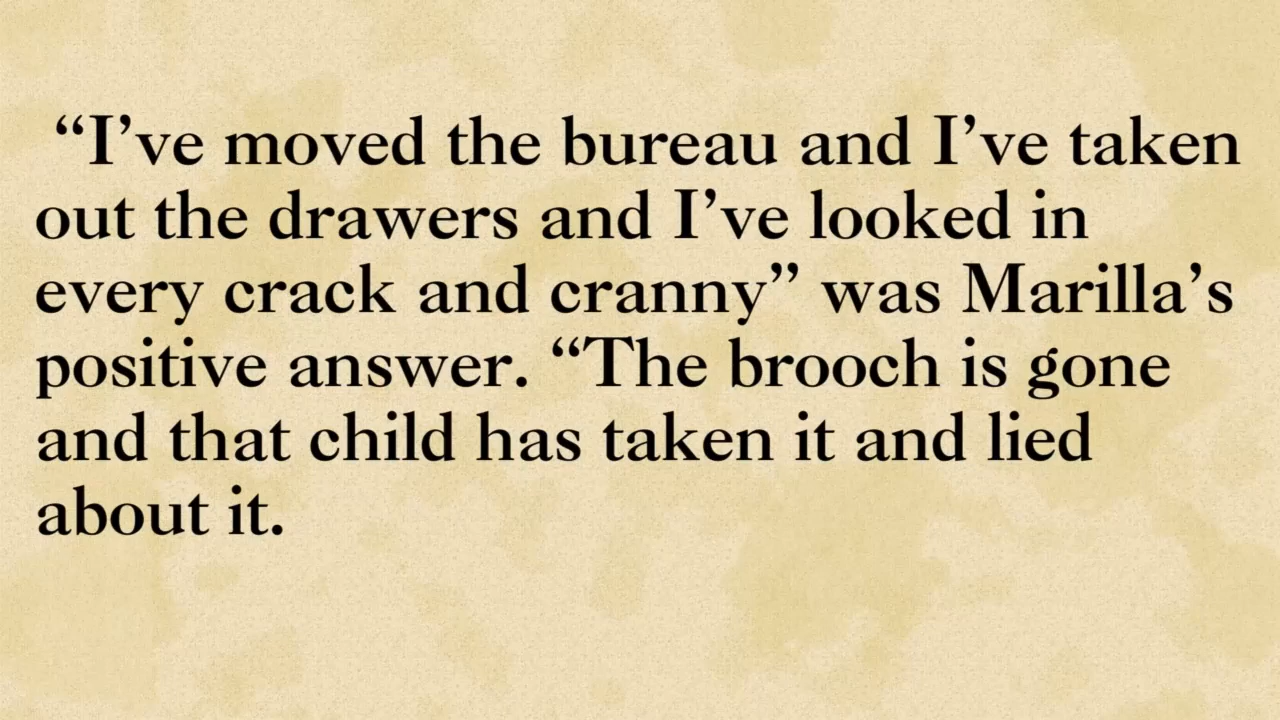 “I’ve moved the bureau and I’ve taken
out the drawers and I’ve looked in
every crack and cranny” was Marilla’s
positive answer. “The brooch is gone
and that child has taken it and lied
about it.